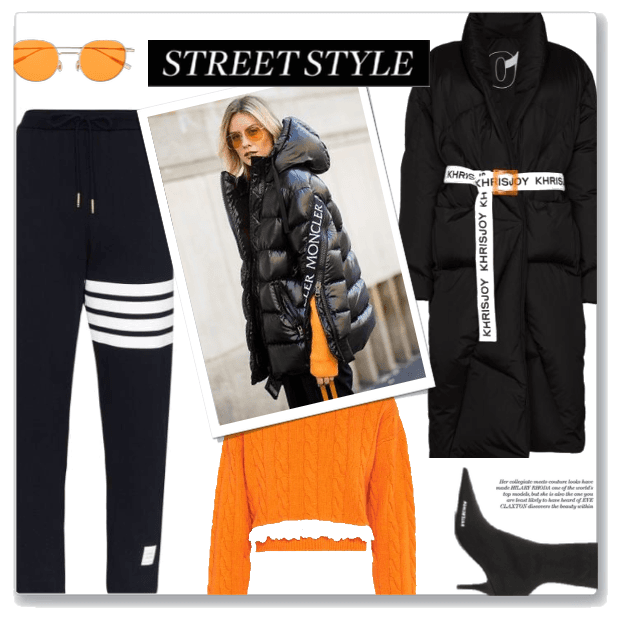 STREET STYLE
MONCLER MONCLER
KHRISJOY KHRISJOY
KHRISJOY KHRISJOY
Her collegiate meets couture looks have
made HILARY RHODA one of the world's
top models, but she is also the one you
are least likely to have heard of EVE
CLAXTON discovers the beauty within